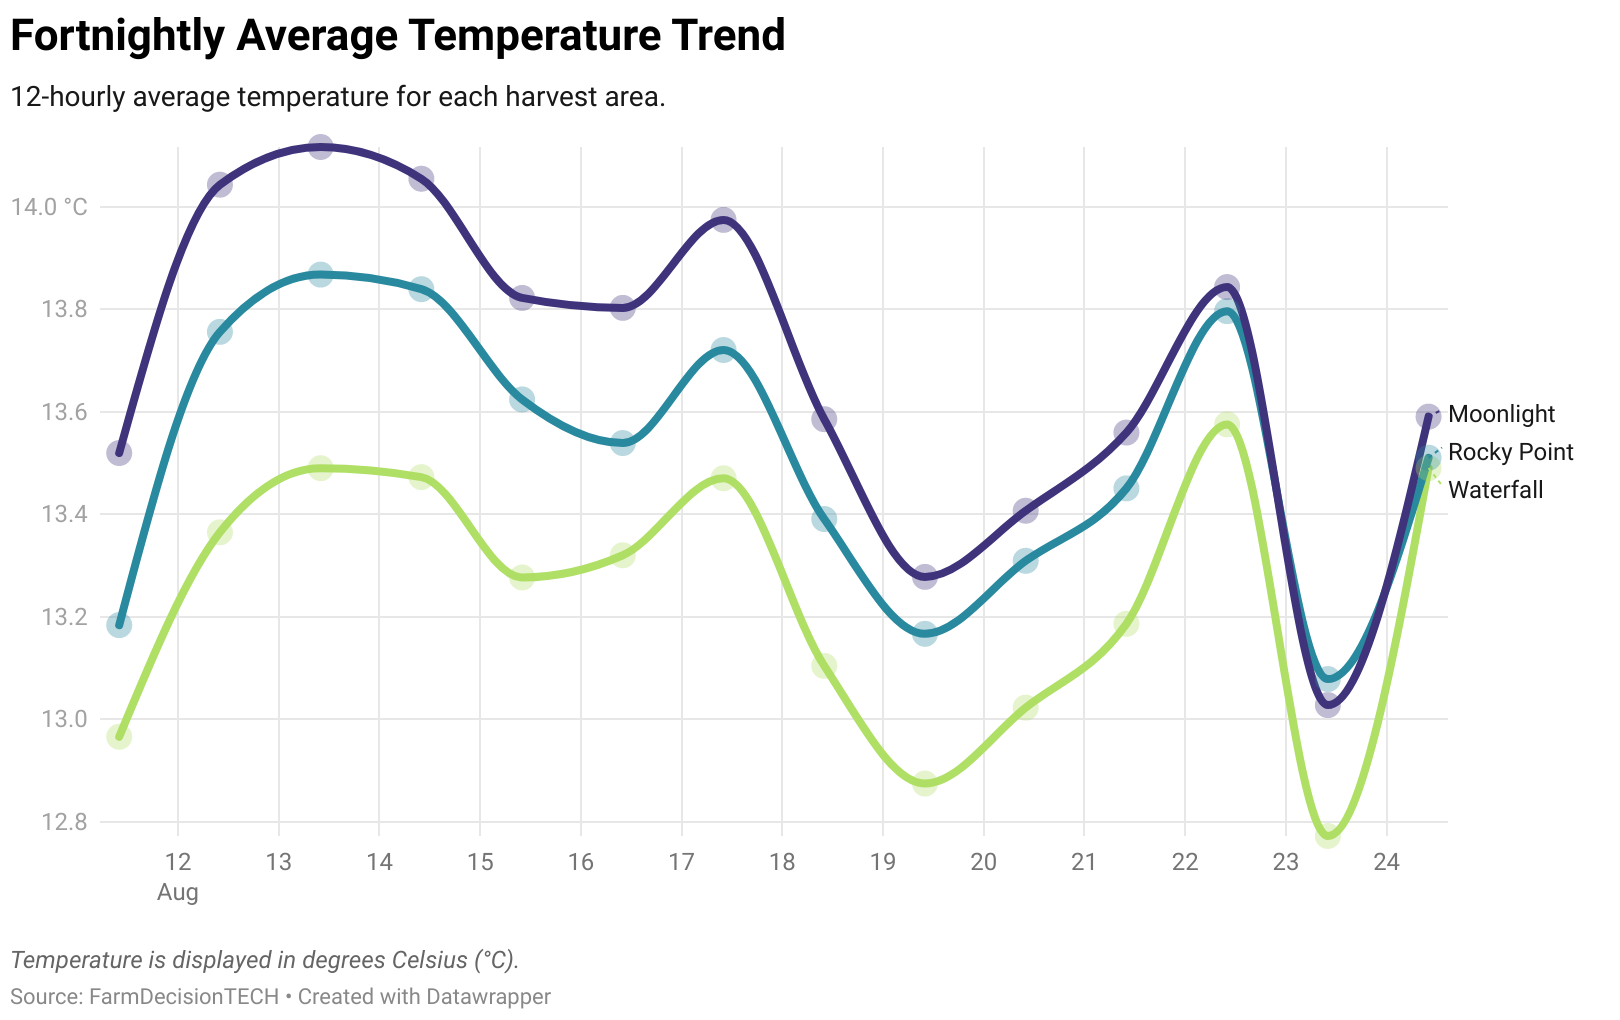 Fortnightly Average Temperature Trend
12-hourly average temperature for each harvest area.
14.0 °C
13.8
13.6
13.4
13.2
13.0
12.8
Moonlight
Rocky Point
Waterfall
12 13 14 15 16 17 18 19 20 21 22 23 24
Aug
Temperature is displayed in degrees Celsius (°C).
Source: FarmDecisionTECH • Created with Datawrapper